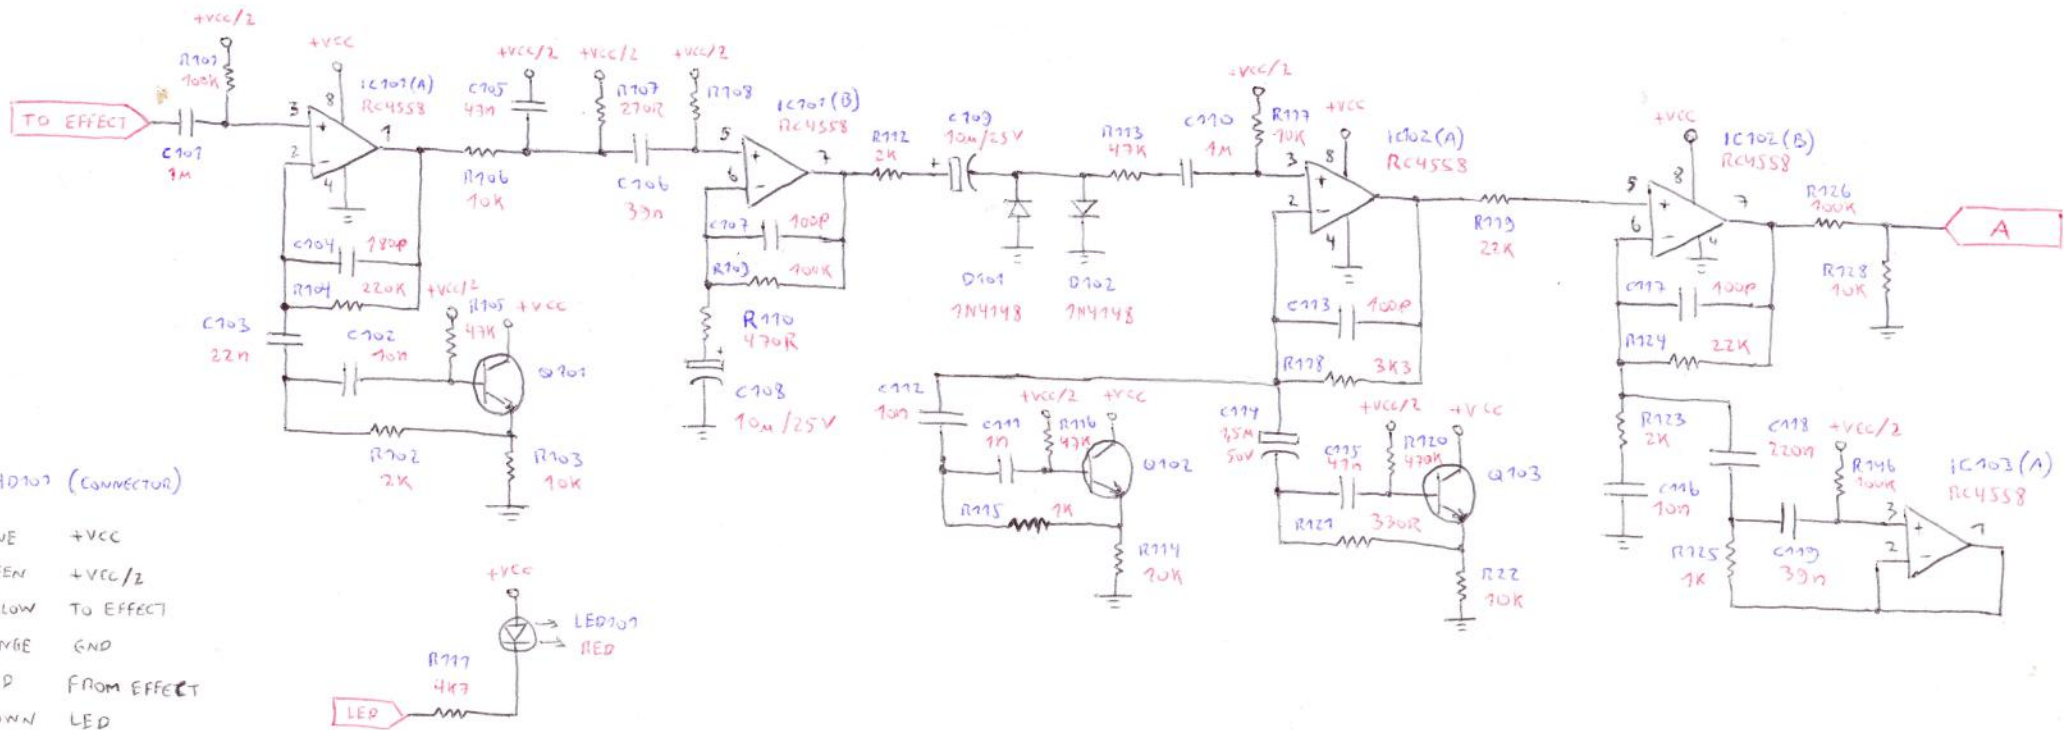 TO EFFECT
C101
1M
R101
100K
+VCC/2
+VCC
IC101(A)
RC4558
3
2
8
4
1
C104
180P
R104
220K
C103
22n
C102
10n
+VCC/2
R105
47K
+VCC
Q101
R102
2K
R103
10K
R106
10K
C105
47n
+VCC/2
+VCC/2
R107
270R
C106
39n
+VCC/2
R108
IC101(B)
RC4558
5
6
7
C107
100P
R109
100K
R110
470R
C108
10M/25V
R112
2K
C109
10M/25V
D101
1N4148
D102
1N4148
R113
47K
C110
1M
+VCC/2
R117
10K
+VCC
IC102(A)
RC4558
3
2
8
4
C113
100P
R118
3K3
C112
10n
C111
1n
+VCC/2
R116
47K
+VCC
Q102
R115
1K
R114
10K
C114
1,5M
50V
C115
47n
+VCC/2
R120
470K
+VCC
Q103
R121
330R
R22
10K
R119
22K
+VCC
IC102(B)
RC4558
5
6
8
4
7
C117
100P
R124
22K
R123
2K
C116
10n
C118
220n
+VCC/2
R146
100K
C119
39n
R125
1K
IC103(A)
RC4558
3
2
1
R126
100K
R128
10K
A
(CONNECTOR)
+VCC
+VCC/2
TO EFFECT
GND
FROM EFFECT
LED
+VCC
LED101
RED
R111
4K7
LED